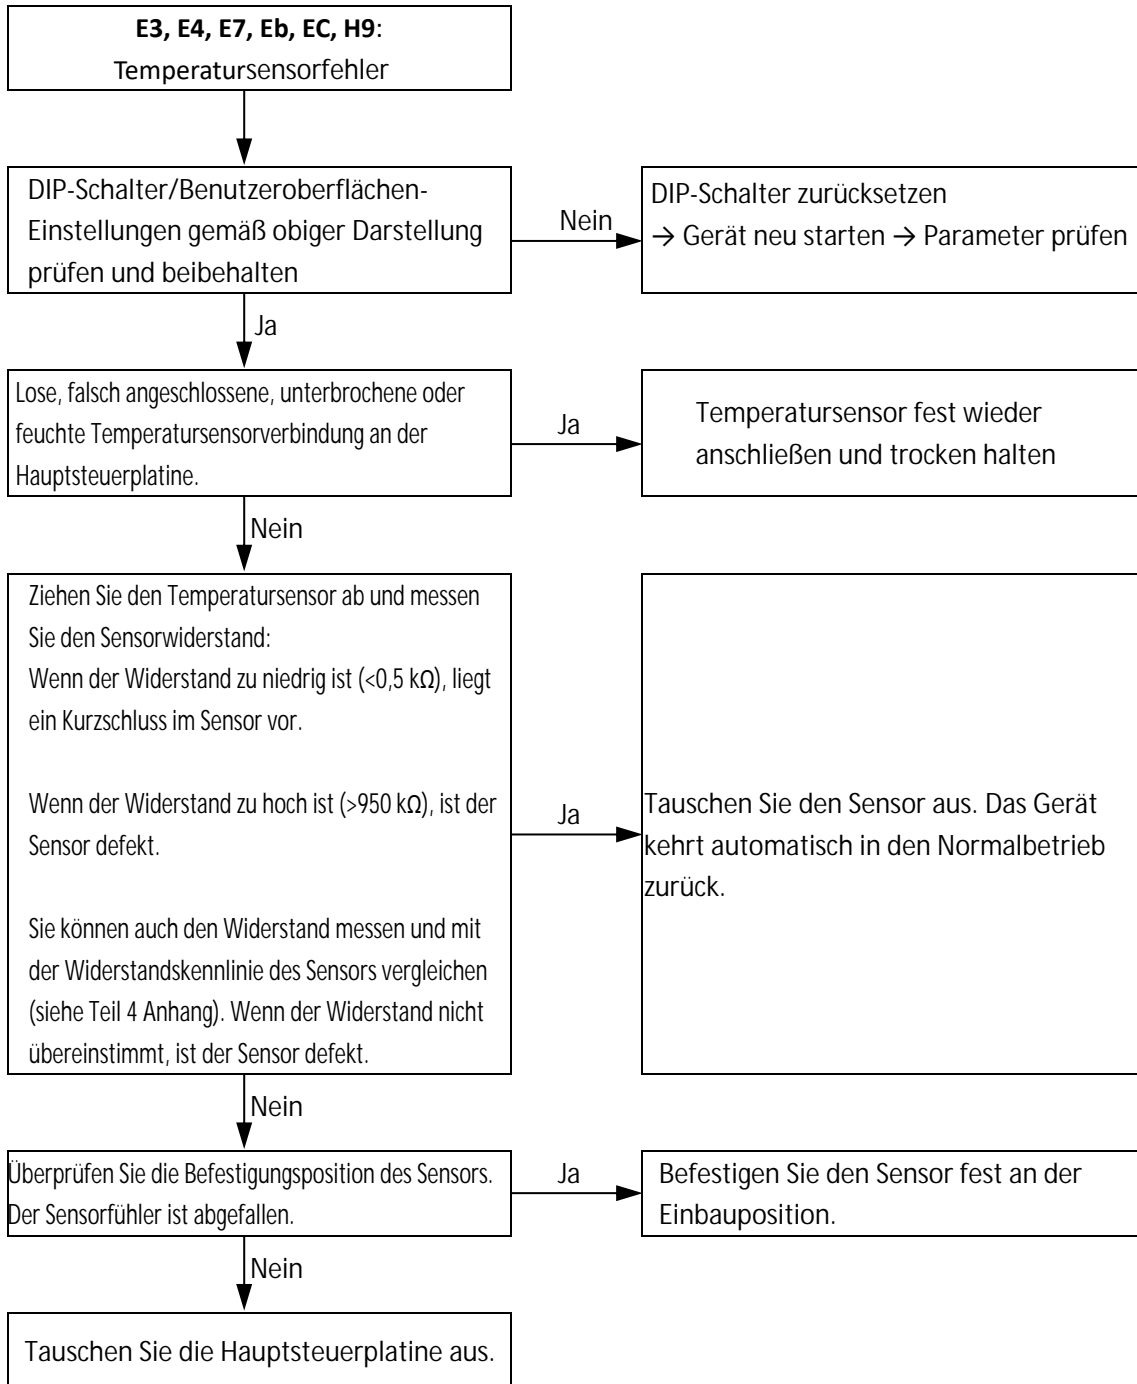 E3, E4, E7, Eb, EC, H9:
Temperatursensorfehler
DIP-Schalter/Benutzeroberflächen-
Einstellungen gemäß obiger Darstellung
prüfen und beibehalten
Nein
DIP-Schalter zurücksetzen
→ Gerät neu starten → Parameter prüfen
Ja
Lose, falsch angeschlossene, unterbrochene oder
feuchte Temperatursensorverbindung an der
Hauptsteuerplatine.
Ja
Temperatursensor fest wieder
anschließen und trocken halten
Nein
Ziehen Sie den Temperatursensor ab und messen
Sie den Sensorwiderstand:
Wenn der Widerstand zu niedrig ist (<0,5 kΩ), liegt
ein Kurzschluss im Sensor vor.
Wenn der Widerstand zu hoch ist (>950 kΩ), ist der
Sensor defekt.
Sie können auch den Widerstand messen und mit
der Widerstandskennlinie des Sensors vergleichen
(siehe Teil 4 Anhang). Wenn der Widerstand nicht
übereinstimmt, ist der Sensor defekt.
Ja
Tauschen Sie den Sensor aus. Das Gerät
kehrt automatisch in den Normalbetrieb
zurück.
Nein
Überprüfen Sie die Befestigungsposition des Sensors.
Der Sensorfühler ist abgefallen.
Ja
Befestigen Sie den Sensor fest an der
Einbauposition.
Nein
Tauschen Sie die Hauptsteuerplatine aus.